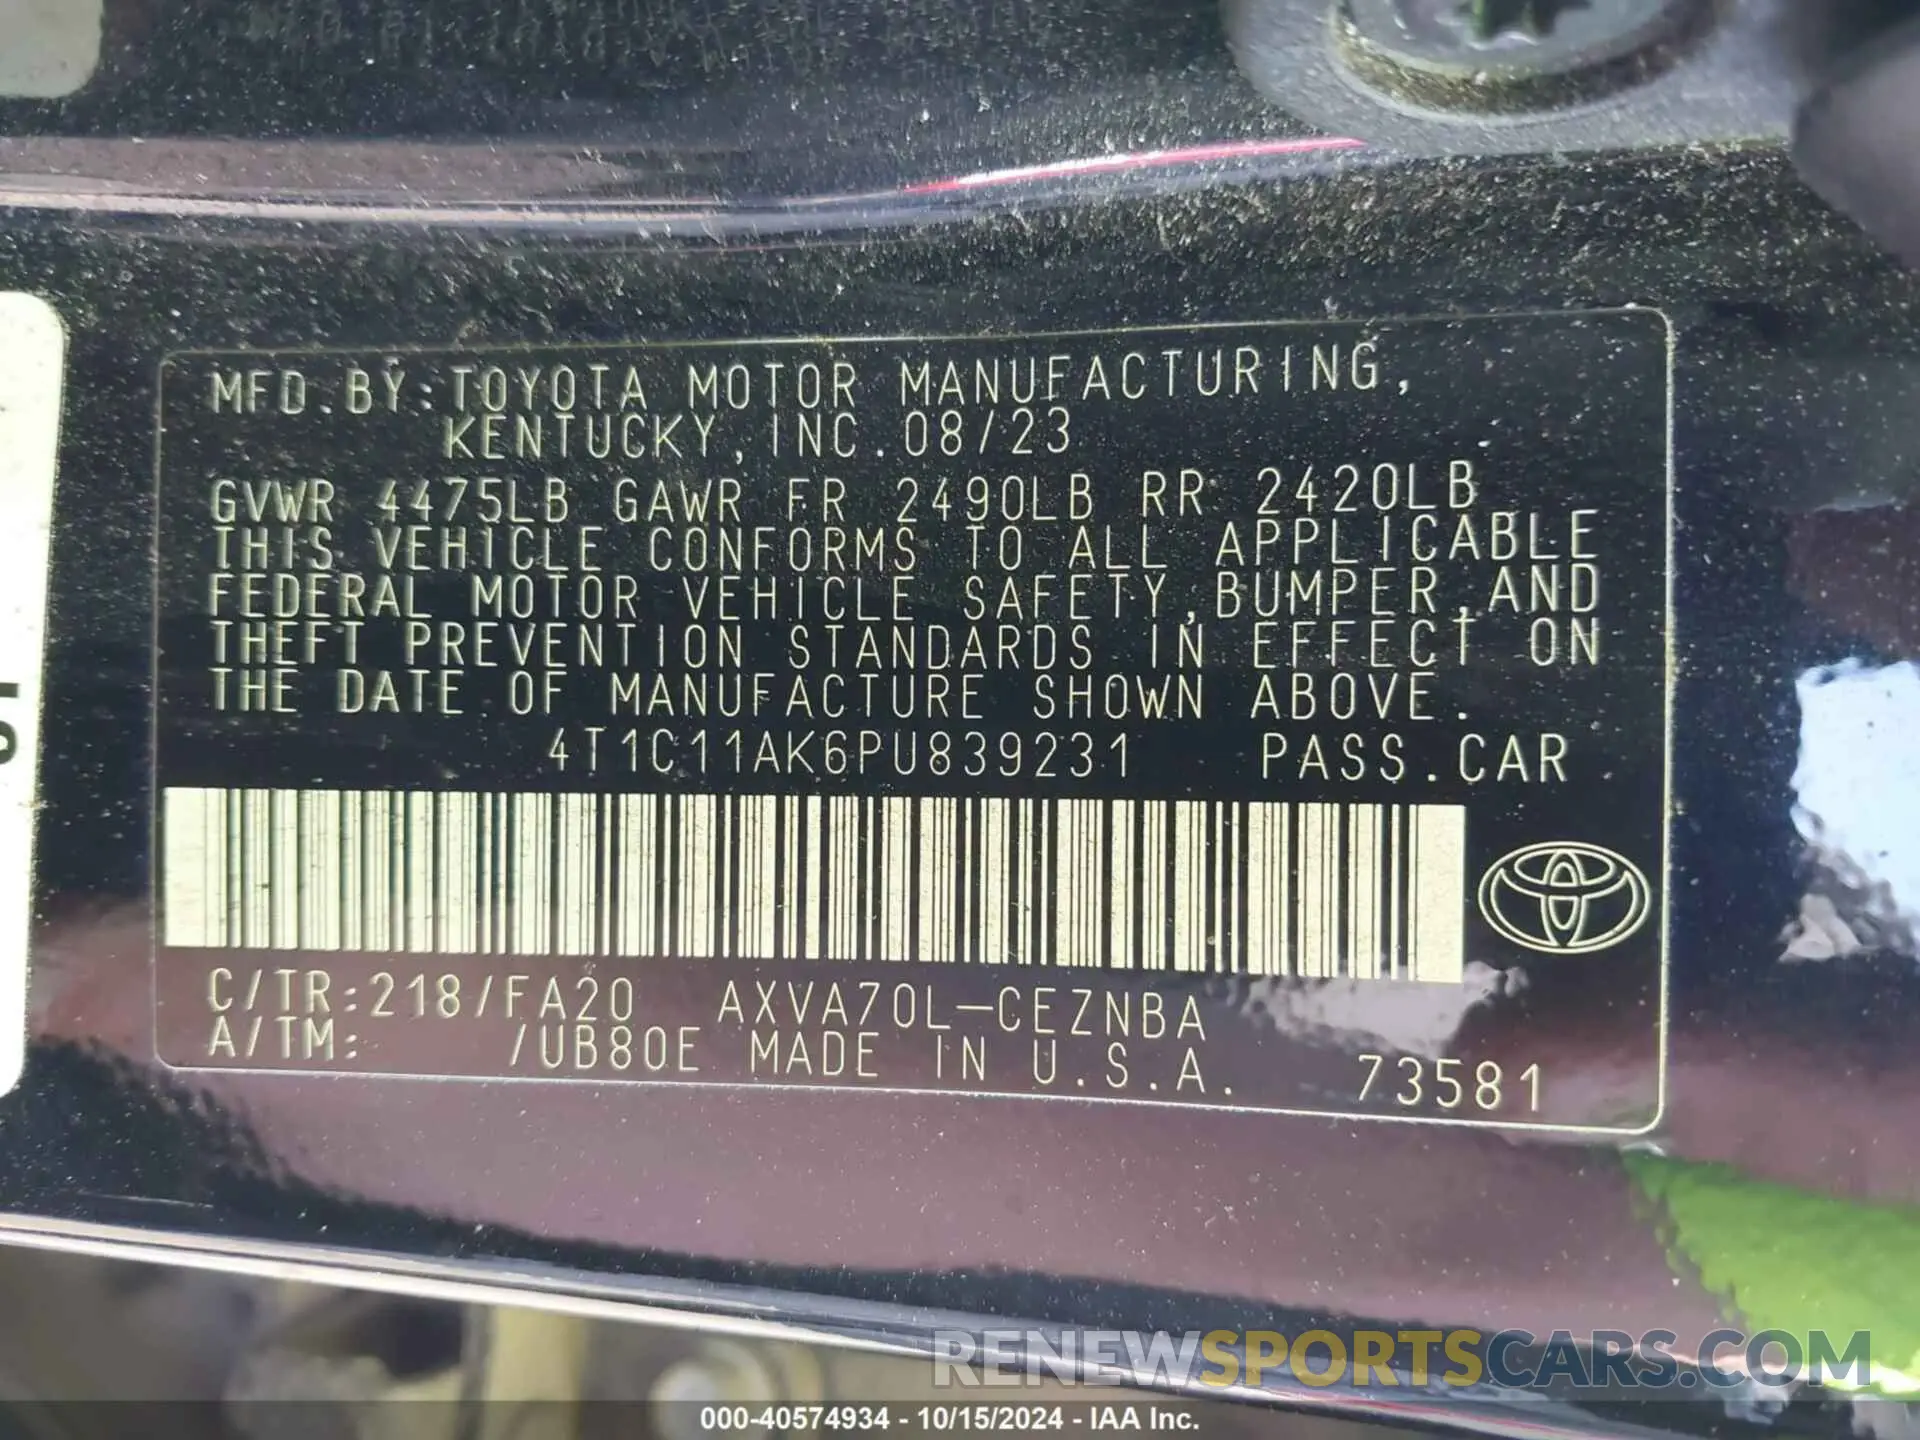 MFD.BY:TOYOTA MOTOR MANUFACTURING,
KENTUCKY,INC.08/23
GVWR 4475LB GAWR FR 2490LB RR 2420LB
THIS VEHICLE CONFORMS TO ALL APPLICABLE
FEDERAL MOTOR VEHICLE SAFETY,BUMPER,AND
THEFT PREVENTION STANDARDS IN EFFECT ON
THE DATE OF MANUFACTURE SHOWN ABOVE.
4T1C11AK6PU839231 PASS.CAR
C/TR:218/FA20 AXVA70L-CEZNBA
A/TM: /UB80E MADE IN U.S.A. 73581
RENEWSPORTSCARS.COM
000-40574934 - 10/15/2024 - IAA Inc.